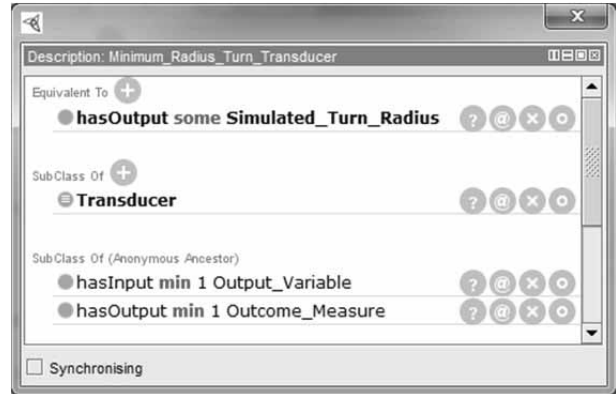 Description: Minimum_Radius_Turn_Transducer
Equivalent To
hasOutput some Simulated_Turn_Radius
SubClass Of
Transducer
SubClass Of (Anonymous Ancestor)
hasInput min 1 Output_Variable
hasOutput min 1 Outcome_Measure
Synchronising